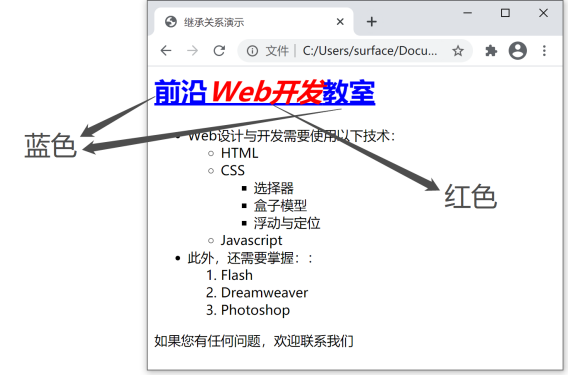 继承关系演示
文件 | C:/Users/surface/Docu...
前沿Web开发教室
蓝色
Web设计与开发需要使用以下技术：
HTML
CSS
选择器
盒子模型
浮动与定位
红色
Javascript
此外，还需要掌握：:
1. Flash
2. Dreamweaver
3. Photoshop
如果您有任何问题，欢迎联系我们